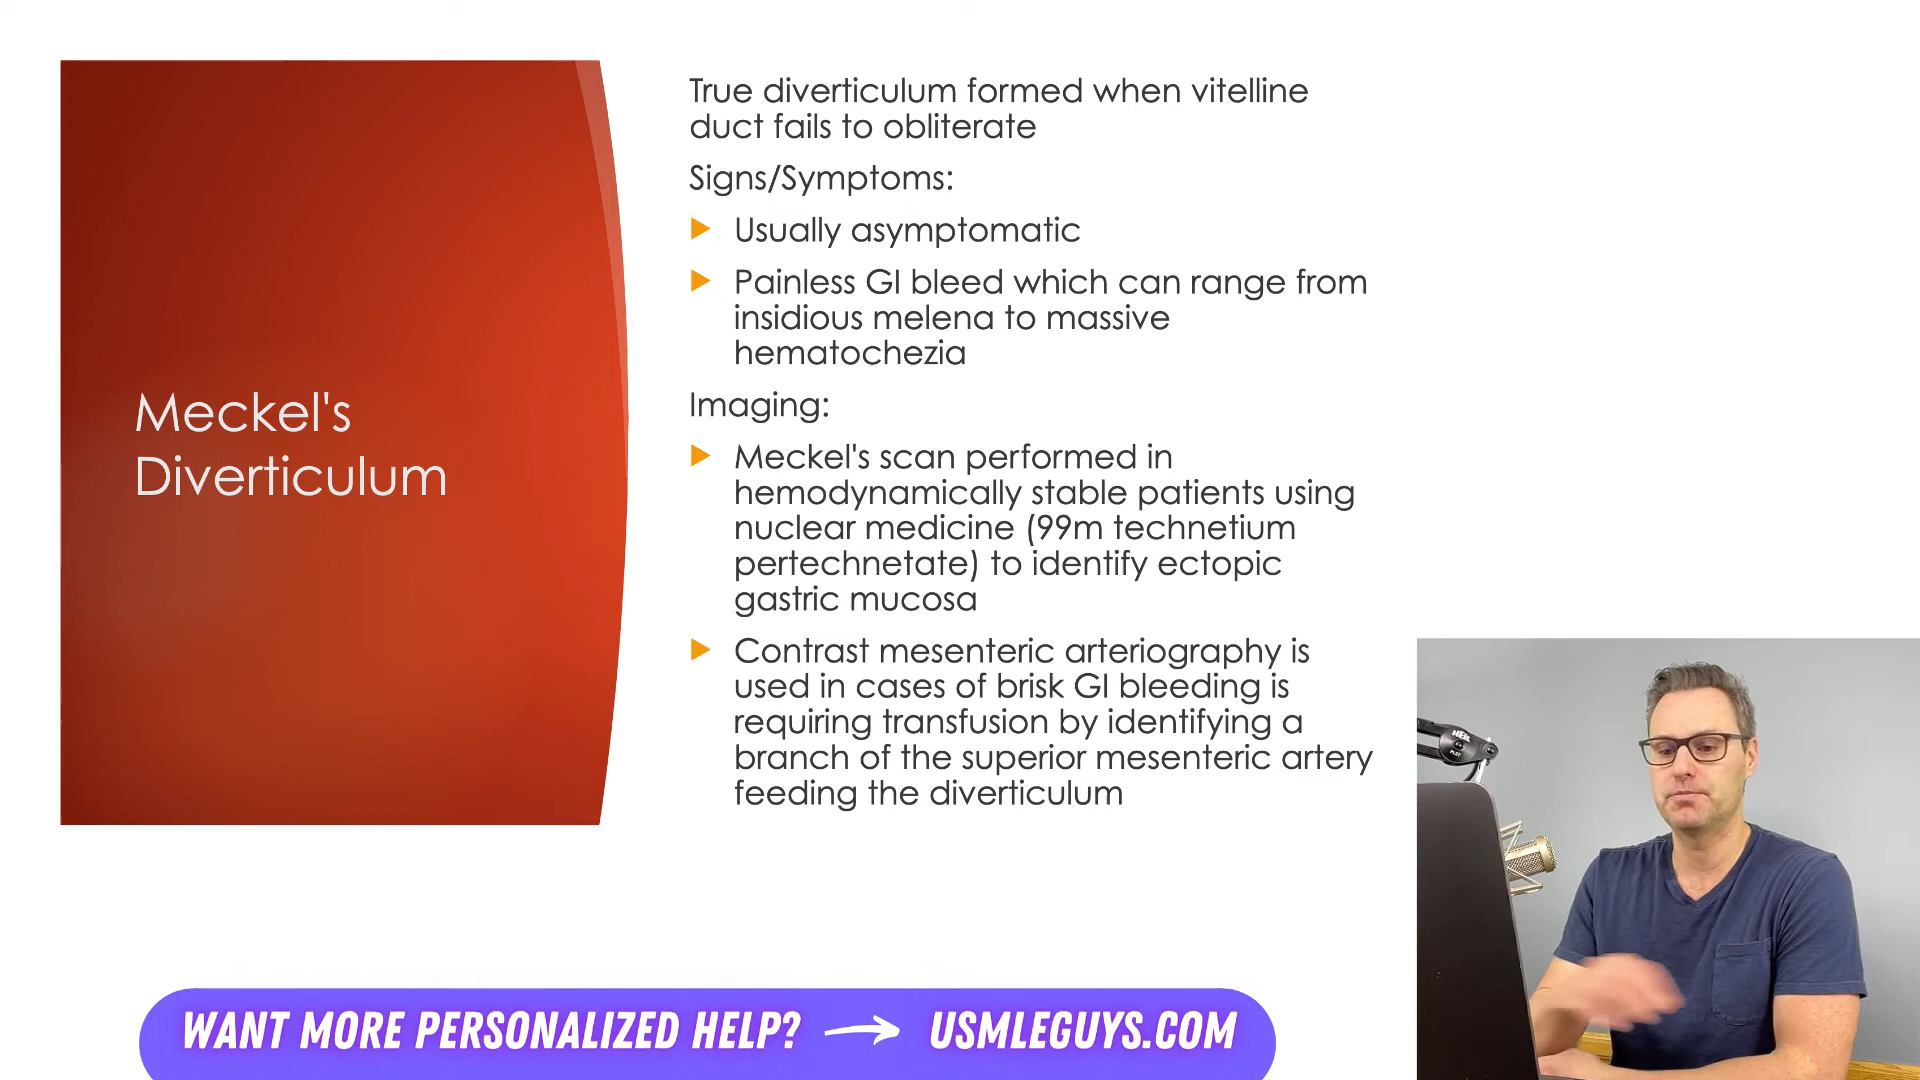 Meckel's
Diverticulum
True diverticulum formed when vitelline
duct fails to obliterate
Signs/Symptoms:
Usually asymptomatic
Painless GI bleed which can range from
insidious melena to massive
hematochezia
Imaging:
Meckel's scan performed in
hemodynamically stable patients using
nuclear medicine (99m technetium
pertechnetate) to identify ectopic
gastric mucosa
Contrast mesenteric arteriography is
used in cases of brisk GI bleeding is
requiring transfusion by identifying a
branch of the superior mesenteric artery
feeding the diverticulum
WANT MORE PERSONALIZED HELP? → USMLEGUYS.COM